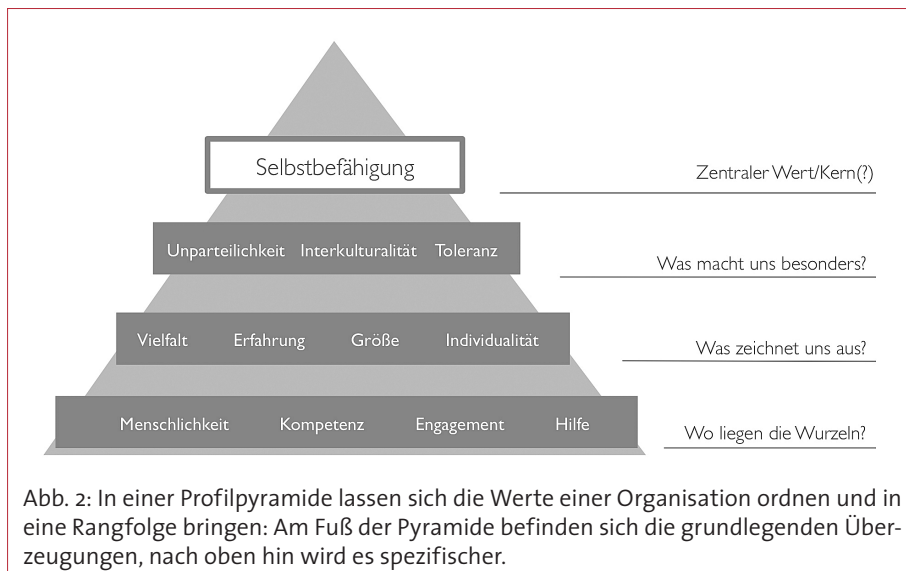 Selbstbefähigung
Zentraler Wert/Kern(?)
Unparteilichkeit Interkulturalität Toleranz
Was macht uns besonders?
Vielfalt Erfahrung Größe Individualität
Was zeichnet uns aus?
Menschlichkeit Kompetenz Engagement Hilfe
Wo liegen die Wurzeln?
Abb. 2: In einer Profilpyramide lassen sich die Werte einer Organisation ordnen und in
eine Rangfolge bringen: Am Fuß der Pyramide befinden sich die grundlegenden Über-
zeugungen, nach oben hin wird es spezifischer.